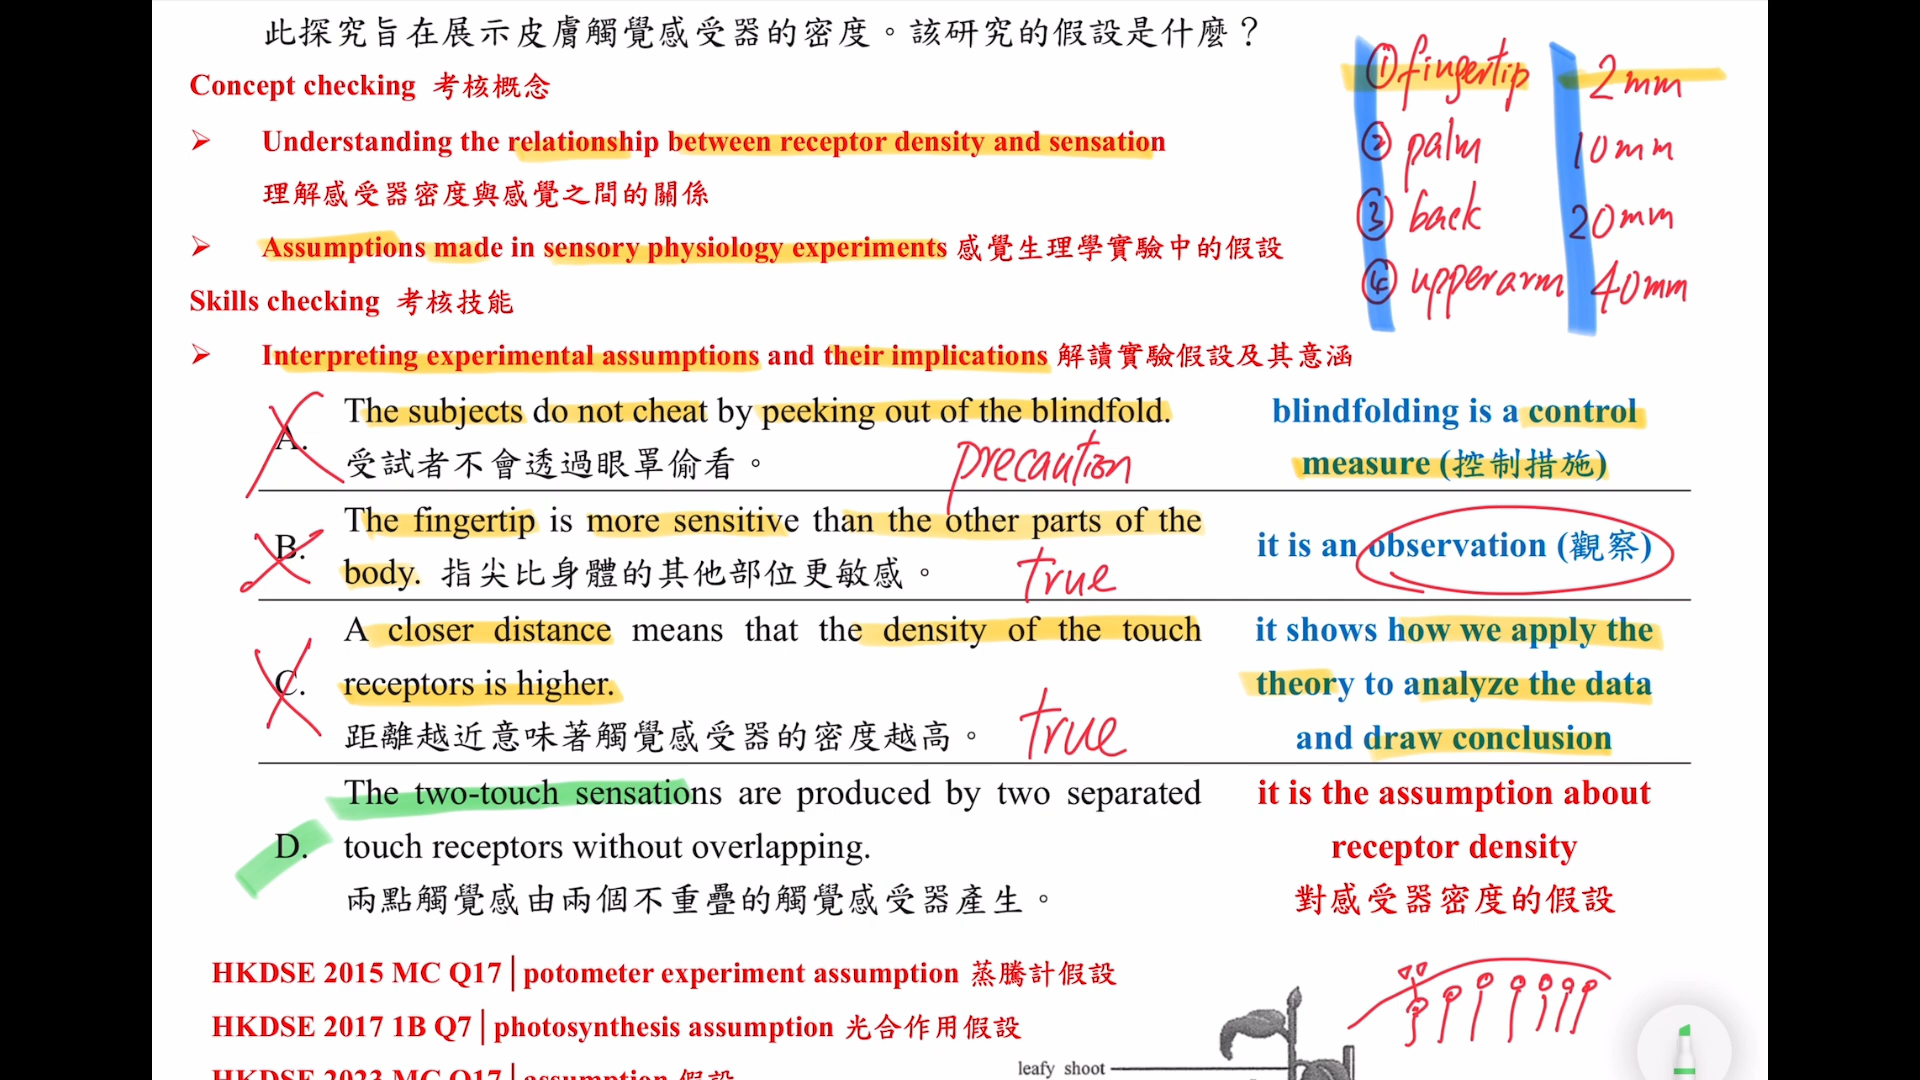 此探究旨在展示皮膚觸覺感受器的密度。該研究的假設是什麼？
Concept checking 考核概念
➢ Understanding the relationship between receptor density and sensation
理解感受器密度與感覺之間的關係
➢ Assumptions made in sensory physiology experiments 感覺生理學實驗中的假設
Skills checking 考核技能
➢ Interpreting experimental assumptions and their implications 解讀實驗假設及其意涵
① fingertip 2mm
② palm 10mm
③ back 20mm
④ upper arm 40mm
A. The subjects do not cheat by peeking out of the blindfold.
受試者不會透過眼罩偷看。
precaution
blindfolding is a control
measure (控制措施)
B. The fingertip is more sensitive than the other parts of the
body. 指尖比身體的其他部位更敏感。
true
it is an observation (觀察)
C. A closer distance means that the density of the touch
receptors is higher.
距離越近意味著觸覺感受器的密度越高。
true
it shows how we apply the
theory to analyze the data
and draw conclusion
D. The two-touch sensations are produced by two separated
touch receptors without overlapping.
兩點觸覺感由兩個不重疊的觸覺感受器產生。
it is the assumption about
receptor density
對感受器密度的假設
HKDSE 2015 MC Q17│potometer experiment assumption 蒸騰計假設
HKDSE 2017 1B Q7│photosynthesis assumption 光合作用假設
HKDSE 2023 MC Q17│assumption 假設
leafy shoot